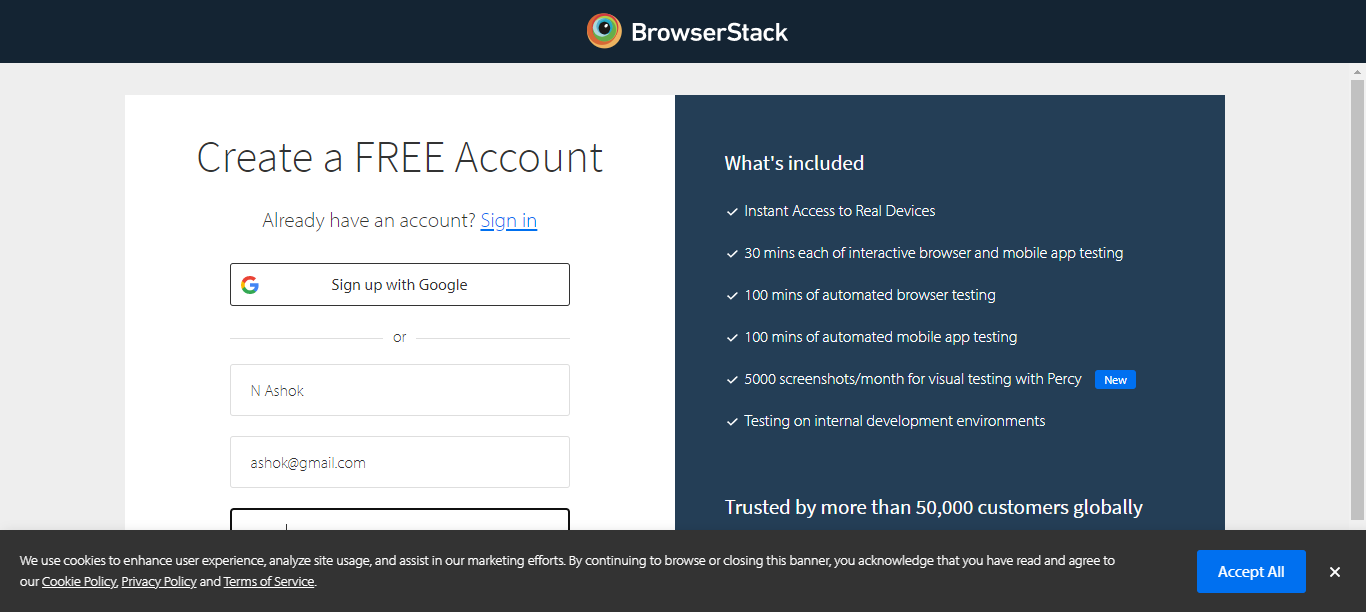 BrowserStack
Create a FREE Account
Already have an account? Sign in
Sign up with Google
or
N Ashok
ashok@gmail.com
What's included
Instant Access to Real Devices
30 mins each of interactive browser and mobile app testing
100 mins of automated browser testing
100 mins of automated mobile app testing
5000 screenshots/month for visual testing with Percy New
Testing on internal development environments
Trusted by more than 50,000 customers globally
We use cookies to enhance user experience, analyze site usage, and assist in our marketing efforts. By continuing to browse or closing this banner, you acknowledge that you have read and agree to
our Cookie Policy, Privacy Policy and Terms of Service.
Accept All